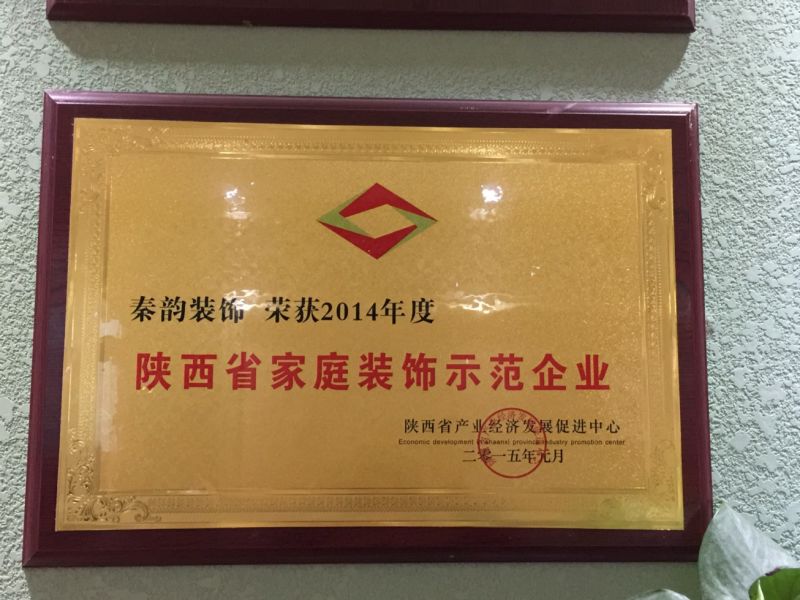 秦韵装饰 荣获2014年度
陕西省家庭装饰示范企业
陕西省产业经济发展促进中心
Economic development in shaanxi province industry promotion center
二零一五年元月